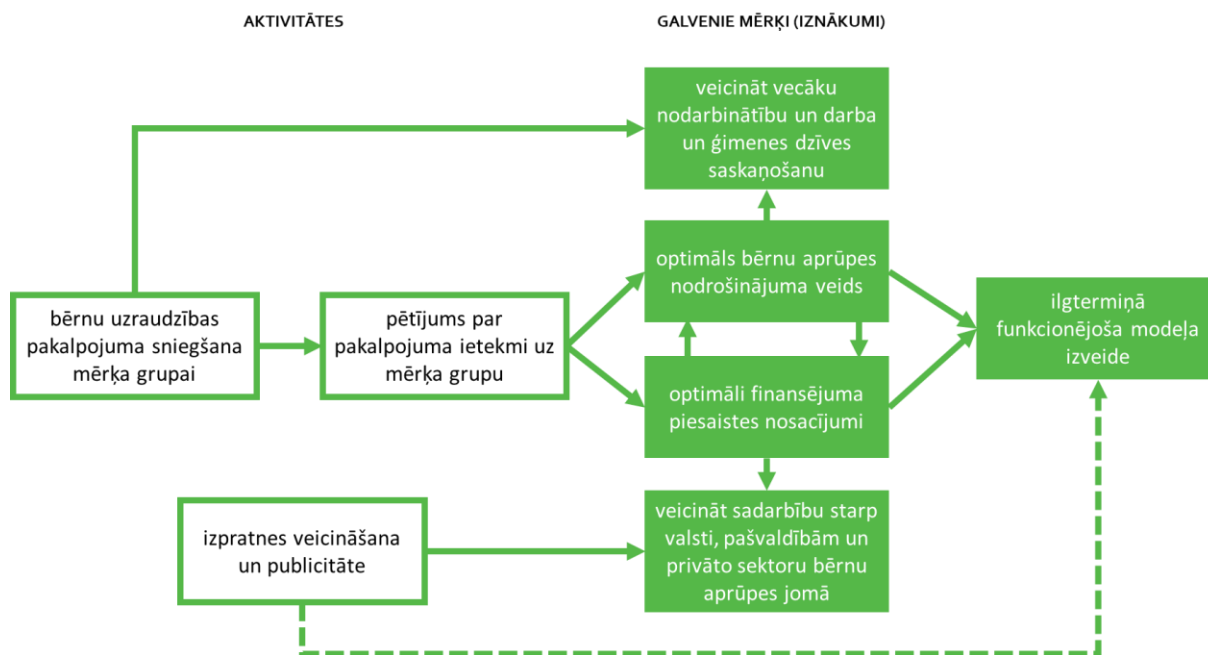 AKTIVITĀTES
GALVENIE MĒRĶI (IZNĀKUMI)
veicināt vecāku
nodarbinātību un darba
un ģimenes dzīves
saskaņošanu
optimāls bērnu aprūpes
nodrošinājuma veids
bērnu uzraudzības
pakalpojuma sniegšana
mērķa grupai
pētījums par
pakalpojuma ietekmi uz
mērķa grupu
ilgtermiņā
funkcionējoša modeļa
izveide
optimāli finansējuma
piesaistes nosacījumi
izpratnes veicināšana
un publicitāte
veicināt sadarbību starp
valsti, pašvaldībām un
privāto sektoru bērnu
aprūpes jomā